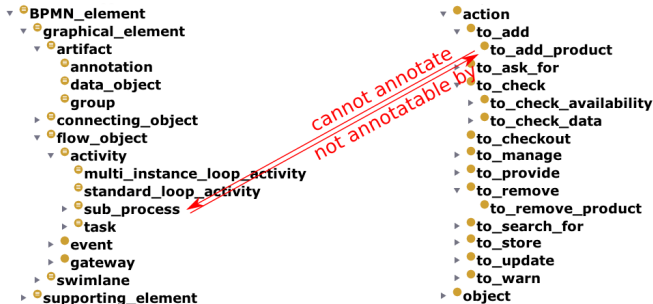 BPMN_element
graphical_element
artifact
annotation
data_object
group
connecting_object
flow_object
activity
multi_instance_loop_activity
standard_loop_activity
sub_process
task
event
gateway
swimlane
supporting_element
cannot annotate
not annotatable by
action
to_add
to_add_product
to_ask_for
to_check
to_check_availability
to_check_data
to_checkout
to_manage
to_provide
to_remove
to_remove_product
to_search_for
to_store
to_update
to_warn
object